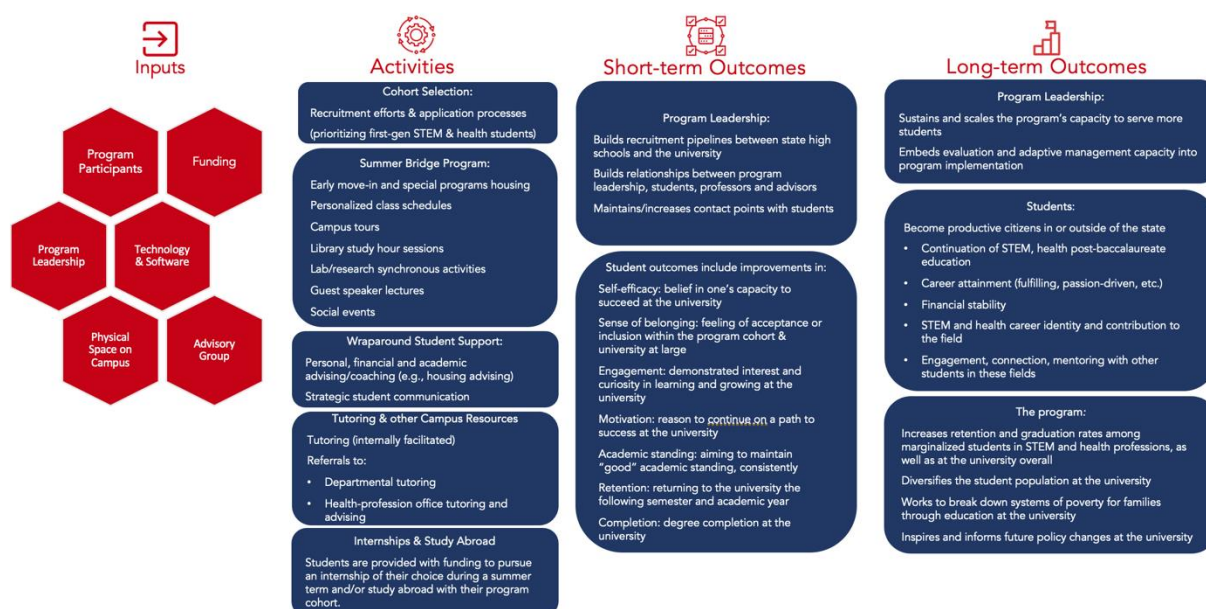 Inputs
Program
Participants
Funding
Program
Leadership
Technology
& Software
Physical
Space on
Campus
Advisory
Group
Activities
Cohort Selection:
Recruitment efforts & application processes
(prioritizing first-gen STEM & health students)
Summer Bridge Program:
Early move-in and special programs housing
Personalized class schedules
Campus tours
Library study hour sessions
Lab/research synchronous activities
Guest speaker lectures
Social events
Wraparound Student Support:
Personal, financial and academic
advising/coaching (e.g., housing advising)
Strategic student communication
Tutoring & other Campus Resources
Tutoring (internally facilitated)
Referrals to:
• Departmental tutoring
• Health-profession office tutoring and
advising
Internships & Study Abroad
Students are provided with funding to pursue
an internship of their choice during a summer
term and/or study abroad with their program
cohort.
Short-term Outcomes
Program Leadership:
Builds recruitment pipelines between state high
schools and the university
Builds relationships between program
leadership, students, professors and advisors
Maintains/increases contact points with students
Student outcomes include improvements in:
Self-efficacy: belief in one's capacity to
succeed at the university
Sense of belonging: feeling of acceptance or
inclusion within the program cohort &
university at large
Engagement: demonstrated interest and
curiosity in learning and growing at the
university
Motivation: reason to continue on a path to
success at the university
Academic standing: aiming to maintain
"good" academic standing, consistently
Retention: returning to the university the
following semester and academic year
Completion: degree completion at the
university
Long-term Outcomes
Program Leadership:
Sustains and scales the program's capacity to serve more
students
Embeds evaluation and adaptive management capacity into
program implementation
Students:
Become productive citizens in or outside of the state
• Continuation of STEM, health post-baccalaureate
education
• Career attainment (fulfilling, passion-driven, etc.)
• Financial stability
• STEM and health career identity and contribution to
the field
• Engagement, connection, mentoring with other
students in these fields
The program:
Increases retention and graduation rates among
marginalized students in STEM and health professions, as
well as at the university overall
Diversifies the student population at the university
Works to break down systems of poverty for families
through education at the university
Inspires and informs future policy changes at the university